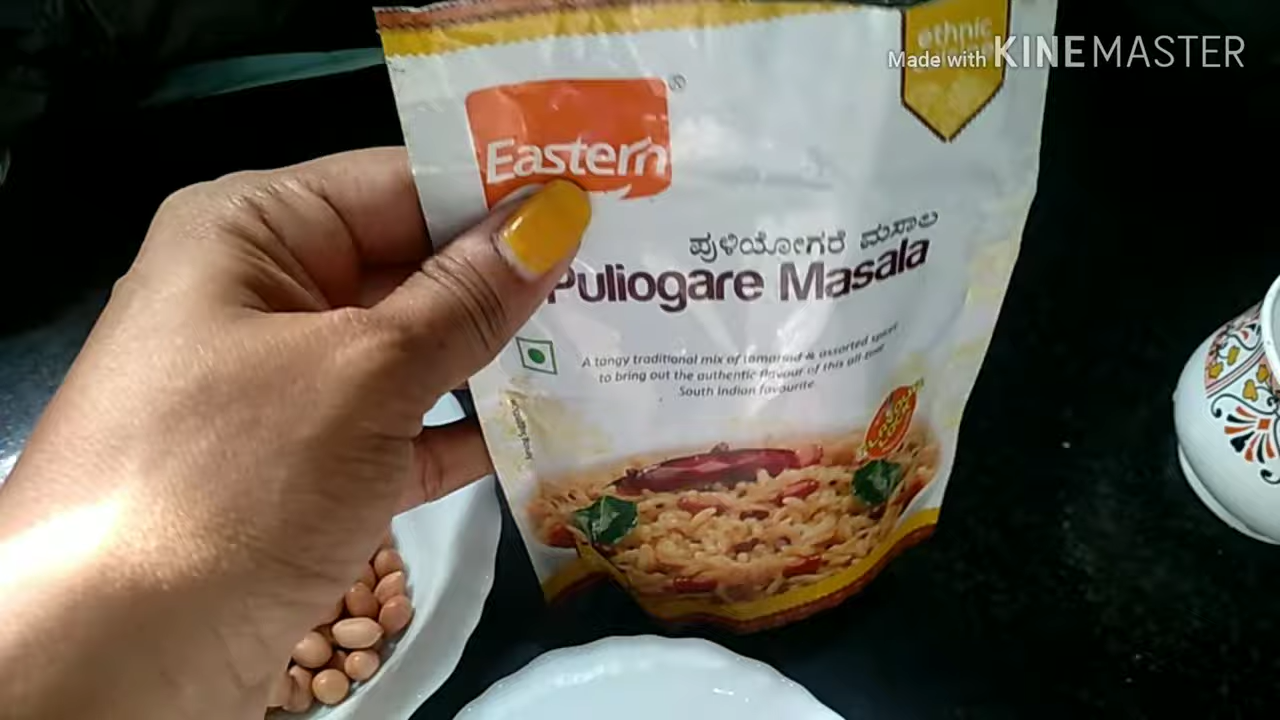 ethnic
Made with KINEMASTER
Eastern®
ಪುಳಿಯೋಗರೆ ಮಸಾಲ
Puliogare Masala
A tangy traditional mix of tamarind & assorted spices
to bring out the authentic flavour of this all-time
South Indian favourite